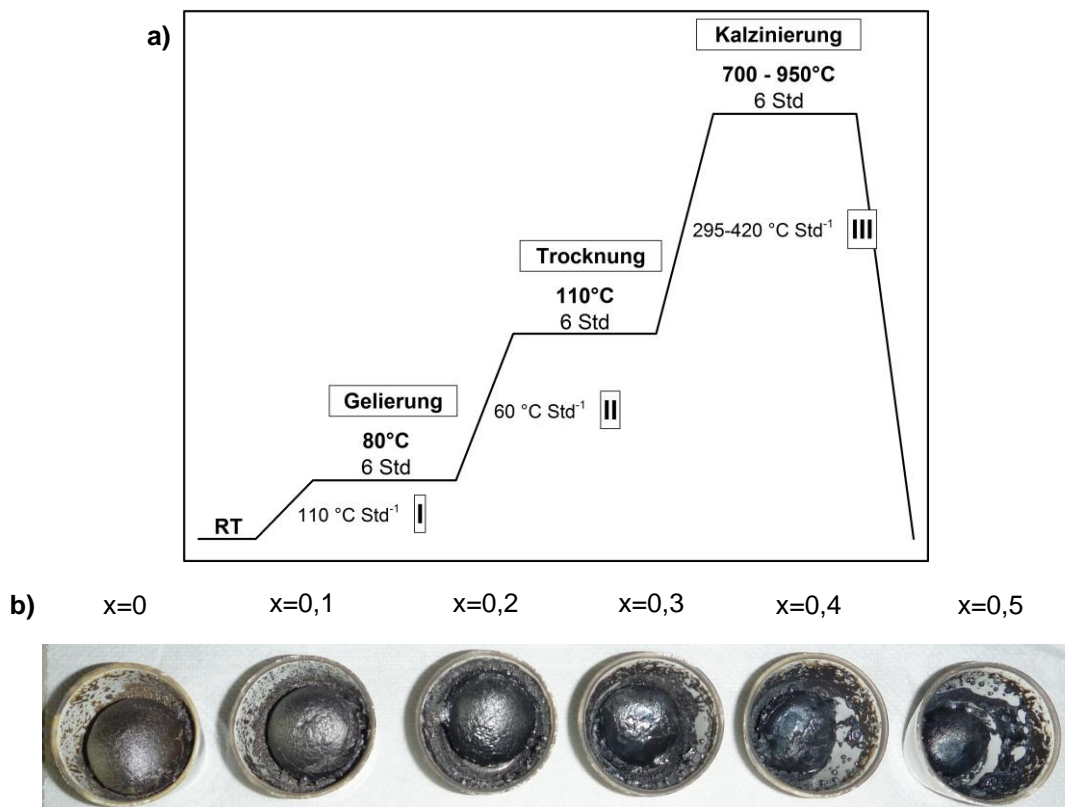 a)
Kalzinierung
700 - 950°C
6 Std
295-420 °C Std⁻¹ III
Trocknung
110°C
6 Std
60 °C Std⁻¹ II
Gelierung
80°C
6 Std
110 °C Std⁻¹ I
RT
b) x=0 x=0,1 x=0,2 x=0,3 x=0,4 x=0,5